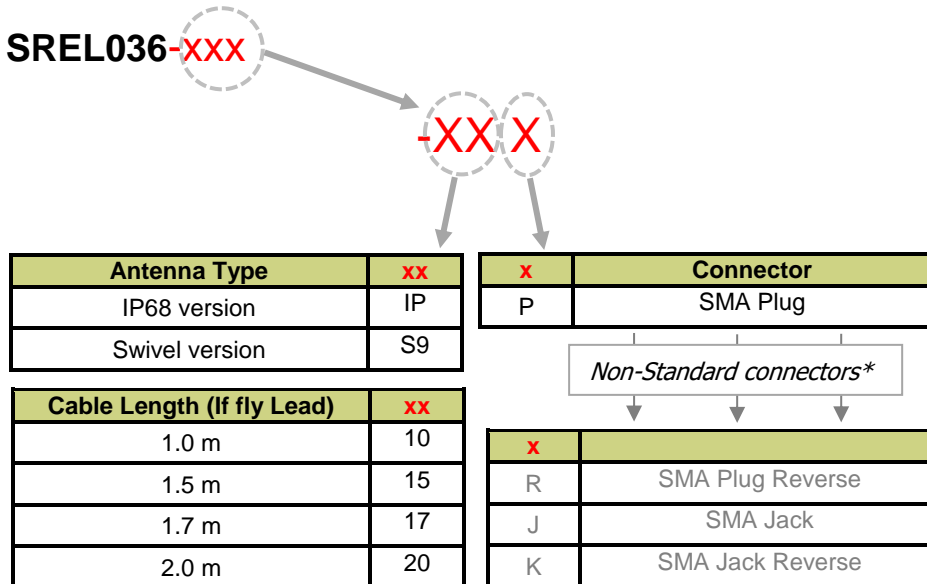 SREL036-xxx
-XX X
Antenna Type xx
IP68 version IP
Swivel version S9
Cable Length (If fly Lead) xx
1.0 m 10
1.5 m 15
1.7 m 17
2.0 m 20
x Connector
P SMA Plug
Non-Standard connectors*
x
R SMA Plug Reverse
J SMA Jack
K SMA Jack Reverse